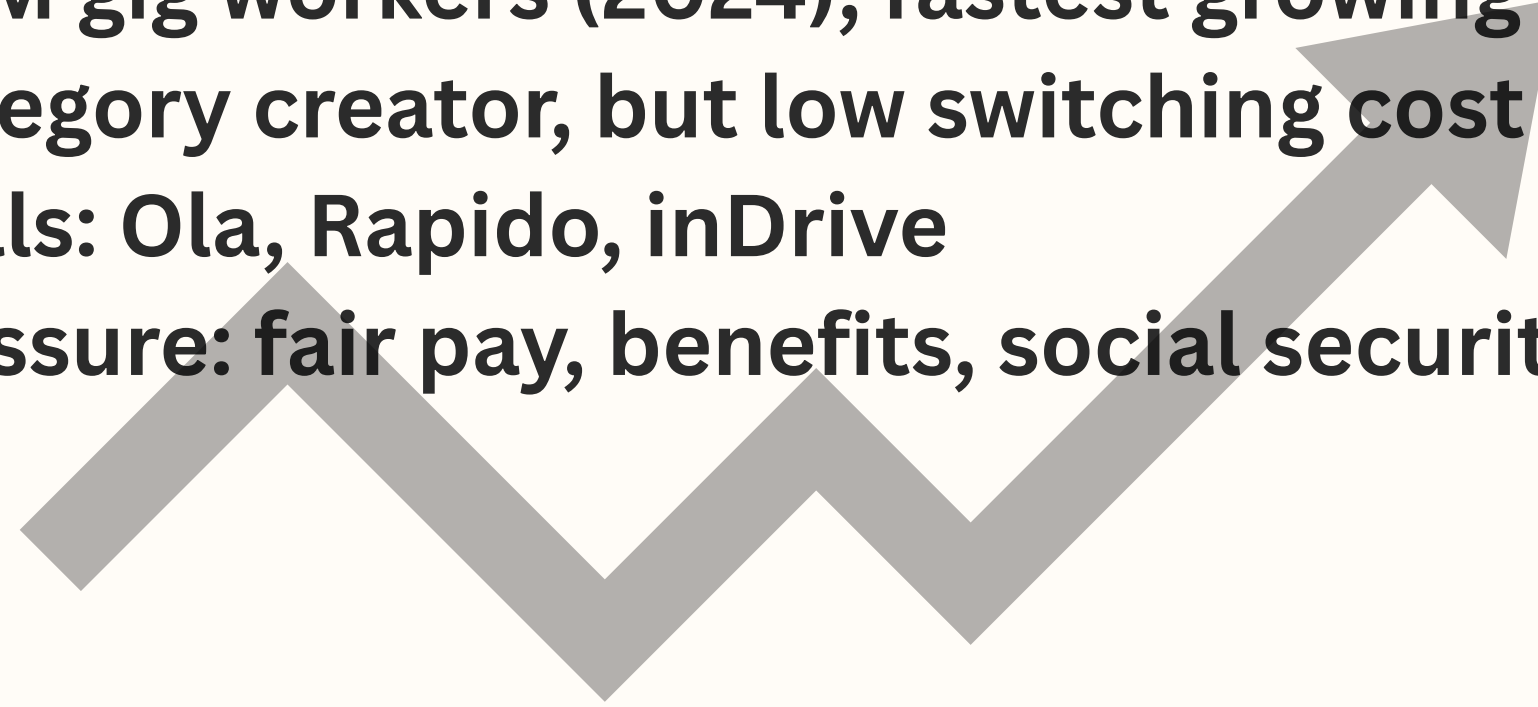 M gig workers (2024), fastest growing
egory creator, but low switching cost
lls: Ola, Rapido, inDrive
ssure: fair pay, benefits, social securit